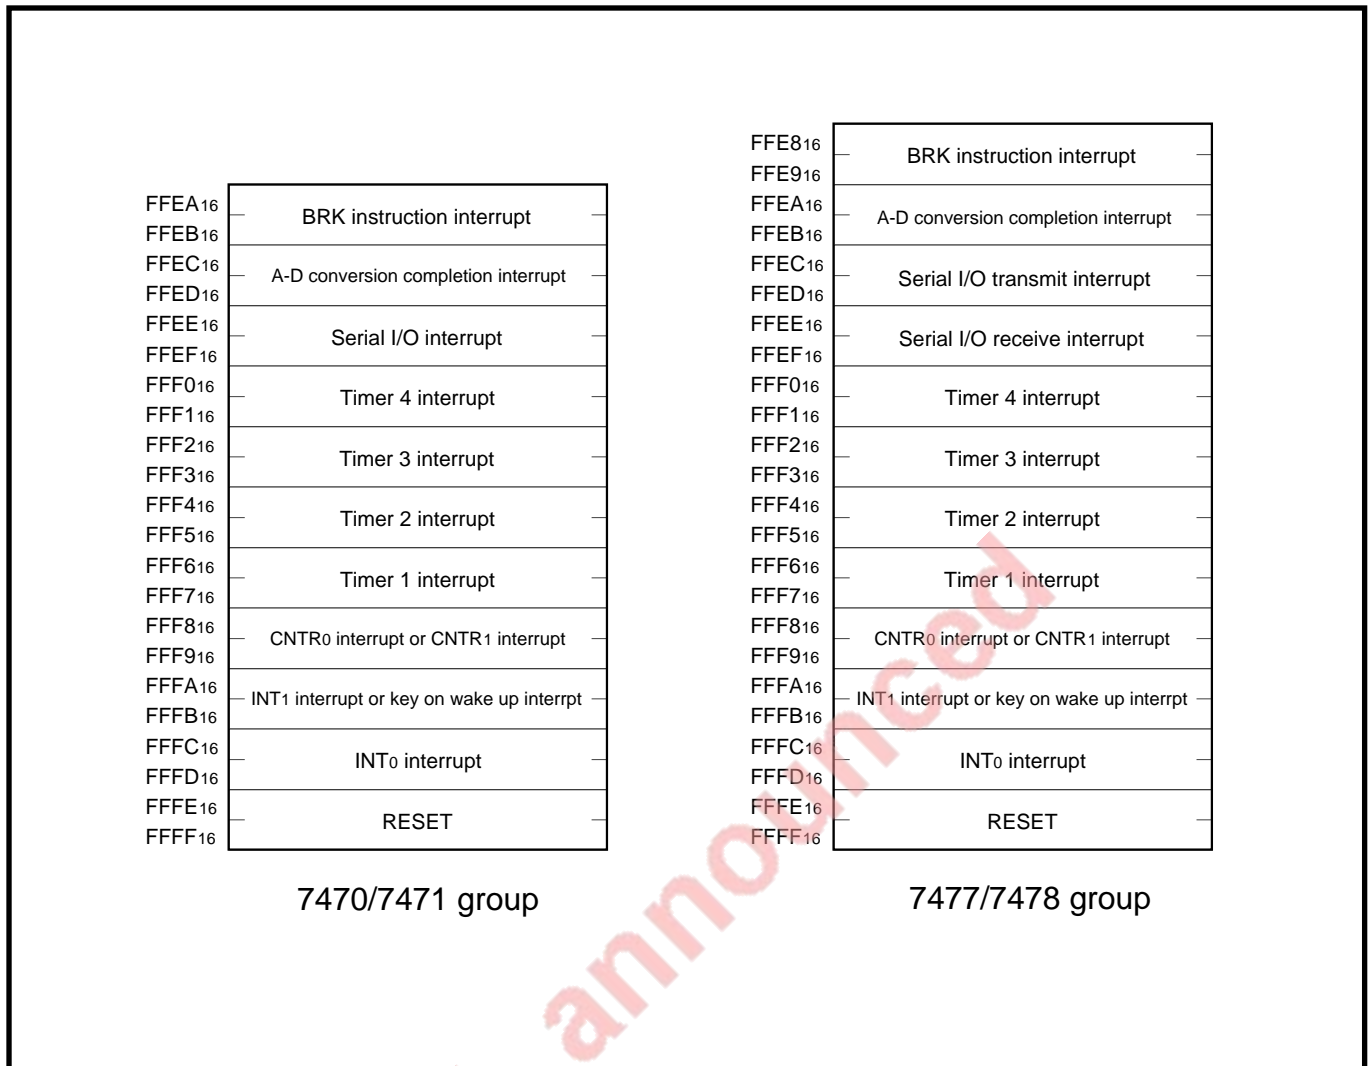 FFEA16
BRK instruction interrupt
FFEB16
FFEC16
A-D conversion completion interrupt
FFED16
FFEE16
Serial I/O interrupt
FFEF16
FFF016
Timer 4 interrupt
FFF116
FFF216
Timer 3 interrupt
FFF316
FFF416
Timer 2 interrupt
FFF516
FFF616
Timer 1 interrupt
FFF716
FFF816
CNTR0 interrupt or CNTR1 interrupt
FFF916
FFFA16
INT1 interrupt or key on wake up interrpt
FFFB16
FFFC16
INT0 interrupt
FFFD16
FFFE16
RESET
FFFF16
7470/7471 group
FFE816
BRK instruction interrupt
FFE916
FFEA16
A-D conversion completion interrupt
FFEB16
FFEC16
Serial I/O transmit interrupt
FFED16
FFEE16
Serial I/O receive interrupt
FFEF16
FFF016
Timer 4 interrupt
FFF116
FFF216
Timer 3 interrupt
FFF316
FFF416
Timer 2 interrupt
FFF516
FFF616
Timer 1 interrupt
FFF716
FFF816
CNTR0 interrupt or CNTR1 interrupt
FFF916
FFFA16
INT1 interrupt or key on wake up interrpt
FFFB16
FFFC16
INT0 interrupt
FFFD16
FFFE16
RESET
FFFF16
7477/7478 group
announced